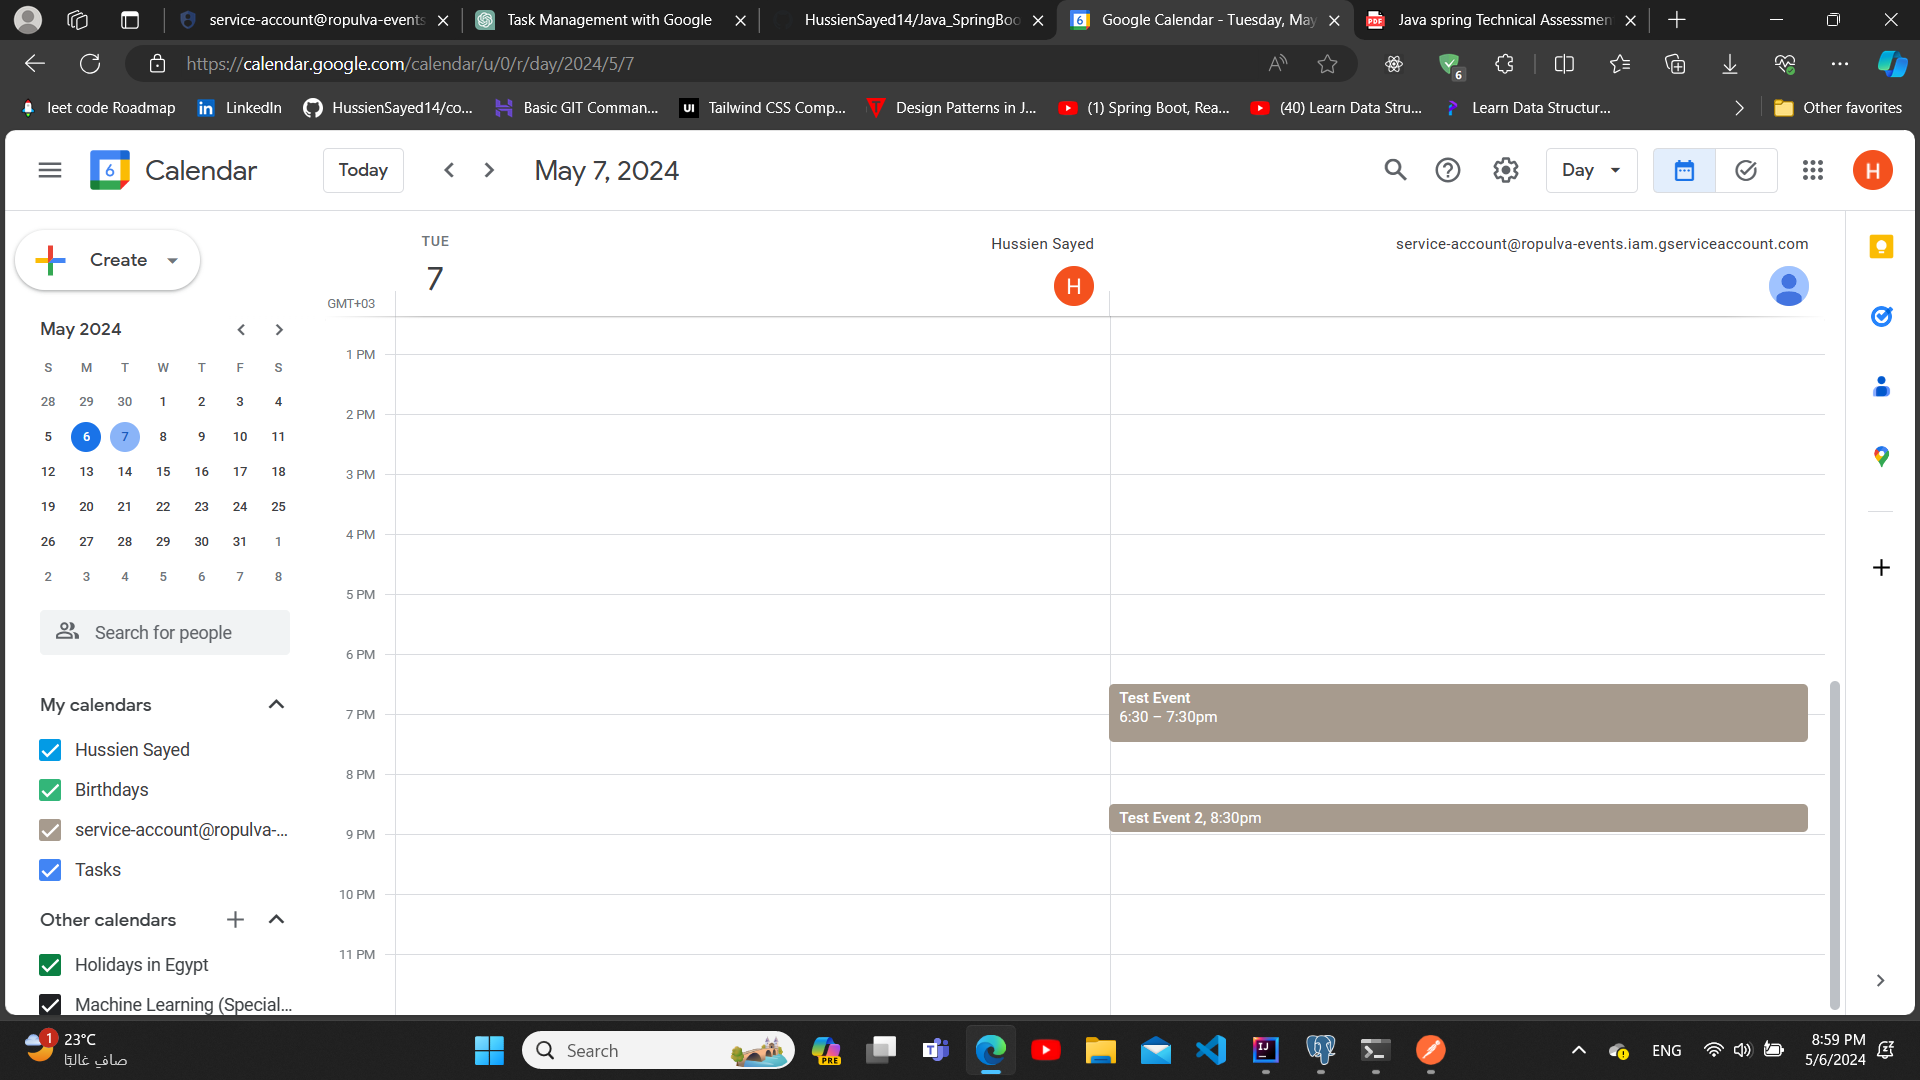 service-account@ropulva-events
Task Management with Google
HussienSayed14/Java_SpringBoo
Google Calendar - Tuesday, May
Java spring Technical Assessmen
https://calendar.google.com/calendar/u/0/r/day/2024/5/7
6
leet code Roadmap
LinkedIn
HussienSayed14/co...
Basic GIT Comman...
UI
Tailwind CSS Comp...
Design Patterns in J...
(1) Spring Boot, Rea...
(40) Learn Data Stru...
Learn Data Structur...
Other favorites
6
Calendar
Today
May 7, 2024
Day
H
Create
TUE
7
GMT+03
Hussien Sayed
H
service-account@ropulva-events.iam.gserviceaccount.com
May 2024
S M T W T F S
28 29 30 1 2 3 4
5 6 7 8 9 10 11
12 13 14 15 16 17 18
19 20 21 22 23 24 25
26 27 28 29 30 31 1
2 3 4 5 6 7 8
Search for people
My calendars
Hussien Sayed
Birthdays
service-account@ropulva-...
Tasks
Other calendars
Holidays in Egypt
Machine Learning (Special...
1 PM
2 PM
3 PM
4 PM
5 PM
6 PM
7 PM
8 PM
9 PM
10 PM
11 PM
Test Event
6:30 – 7:30pm
Test Event 2, 8:30pm
1
23°C
صافٍ غالبًا
Search
PRE
ENG
8:59 PM
5/6/2024